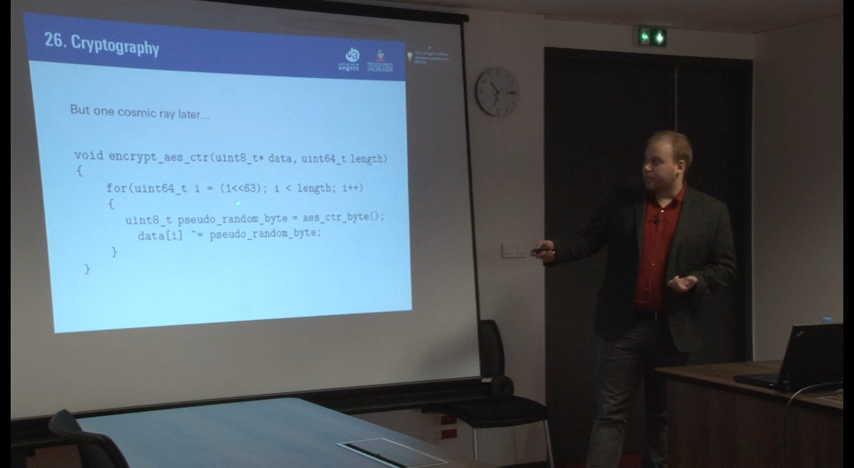 26. Cryptography
angers
But one cosmic ray later...
void encrypt_aes_ctr(uint8_t* data, uint64_t length)
{
for(uint64_t i = (1<<63); i < length; i++)
{
uint8_t pseudo_random_byte = aes_ctr_byte();
data[i] ^= pseudo_random_byte;
}
}